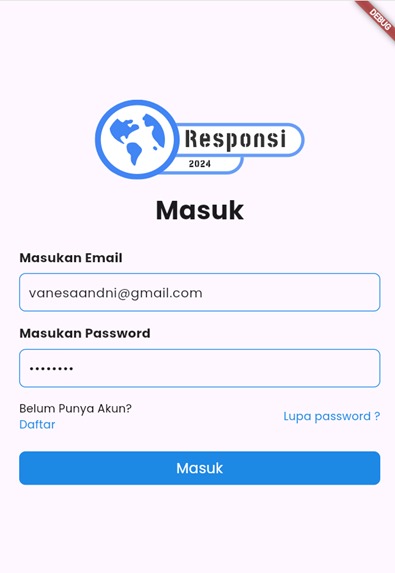 DEBUG
Responsi
2024
Masuk
Masukan Email
vanesaandni@gmail.com
Masukan Password
••••••••
Belum Punya Akun?
Daftar
Lupa password ?
Masuk